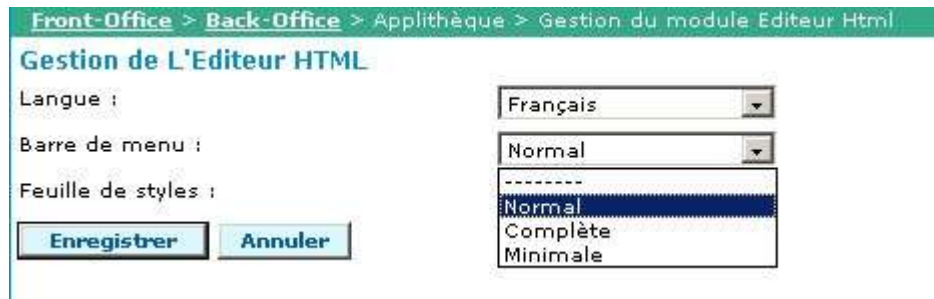 Front-Office > Back-Office > Applithèque > Gestion du module Editeur Html
Gestion de L'Editeur HTML
Langue : Français
Barre de menu : Normal
Feuille de styles :
--------
Normal
Complète
Minimale
Enregistrer Annuler